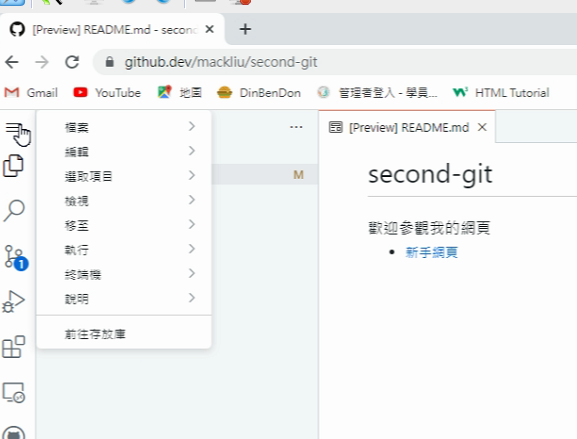 [Preview] README.md - secon
github.dev/mackliu/second-git
Gmail
YouTube
地圖
DinBenDon
管理者登入 - 學員...
HTML Tutorial
檔案
編輯
選取項目
檢視
移至
執行
終端機
說明
前往存放庫
M
1
[Preview] README.md
second-git
歡迎參觀我的網頁
新手網頁